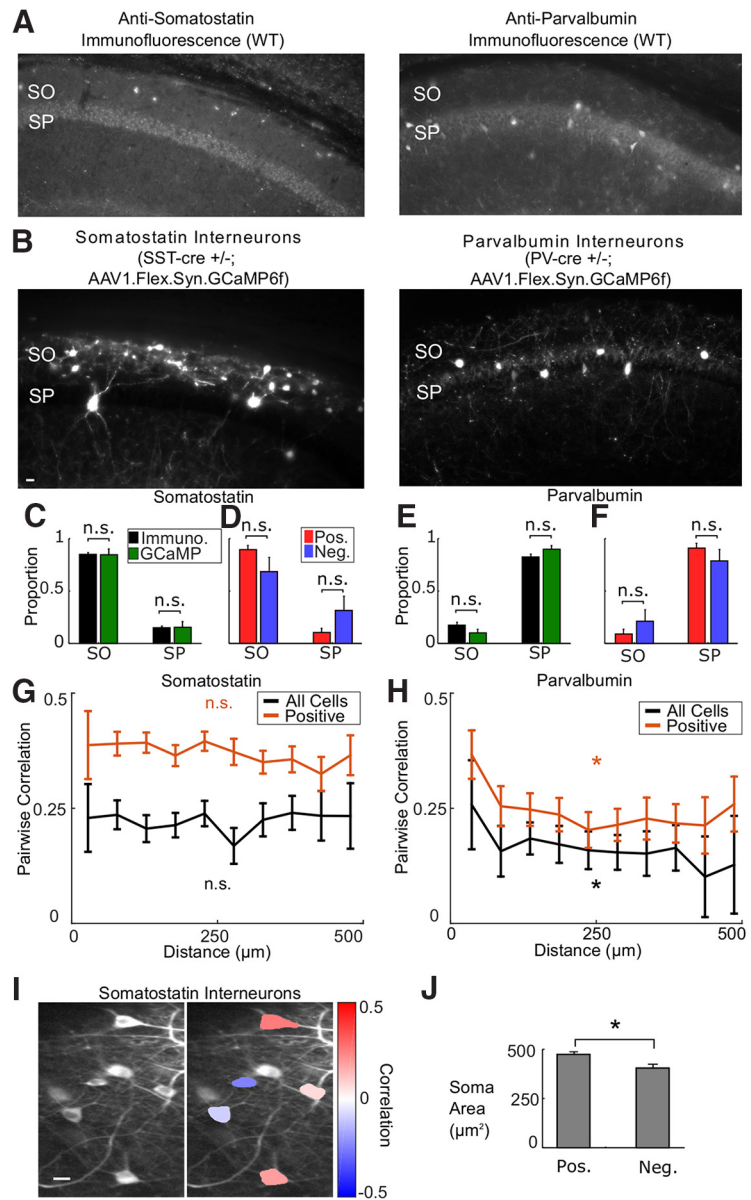 A
Anti-Somatostatin
Immunofluorescence (WT)
Anti-Parvalbumin
Immunofluorescence (WT)
SO
SP
SO
SP
B
Somatostatin Interneurons
(SST-cre +/-;
AAV1.Flex.Syn.GCaMP6f)
Parvalbumin Interneurons
(PV-cre +/-;
AAV1.Flex.Syn.GCaMP6f)
SO
SP
SO
SP
Somatostatin
Parvalbumin
C
D
E
F
n.s.
Immuno.
GCaMP
n.s.
Pos.
Neg.
n.s.
n.s.
n.s.
n.s.
n.s.
n.s.
Proportion
1
0.5
0
SO
SP
SO
SP
Proportion
1
0.5
0
SO
SP
SO
SP
G
Somatostatin
n.s.
All Cells
Positive
n.s.
Pairwise Correlation
0.5
0.25
0
0
250
500
Distance (µm)
H
Parvalbumin
All Cells
Positive
*
*
Pairwise Correlation
0.5
0.25
0
0
250
500
Distance (µm)
I
Somatostatin Interneurons
0.5
0
-0.5
Correlation
J
*
Soma
Area
(µm²)
500
250
0
Pos.
Neg.